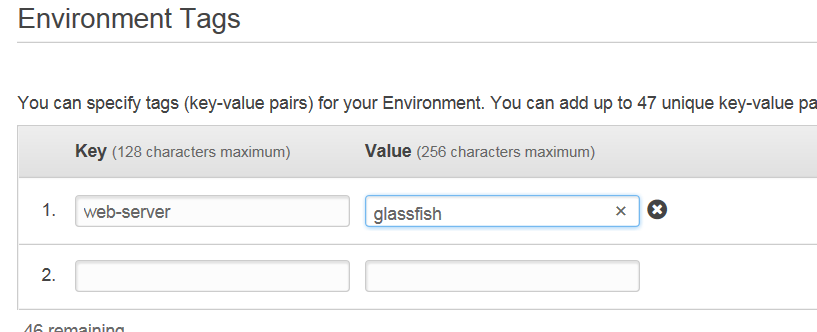 Environment Tags
You can specify tags (key-value pairs) for your Environment. You can add up to 47 unique key-value pa
Key (128 characters maximum) Value (256 characters maximum)
1. web-server glassfish
2.
46 remaining